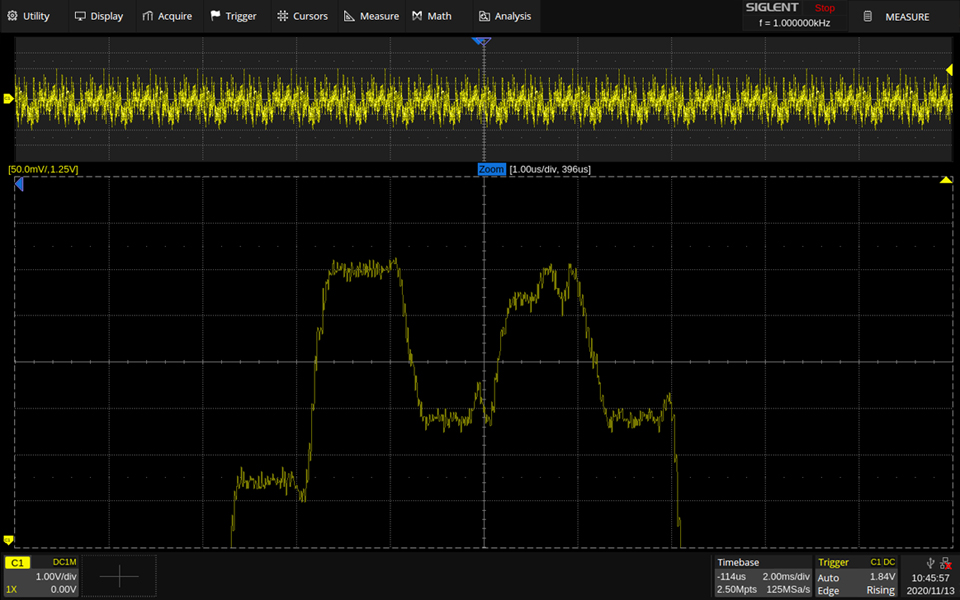 Utility Display Acquire Trigger Cursors Measure Math Analysis
SIGLENT Stop
f = 1.000000kHz
MEASURE
[50.0mV/,1.25V] Zoom [1.00us/div, 396us]
C1 DC1M
1.00V/div
1X 0.00V
Timebase
-114us 2.00ms/div
2.50Mpts 125MSa/s
Trigger C1 DC
Auto 1.84V
Edge Rising
10:45:57
2020/11/13